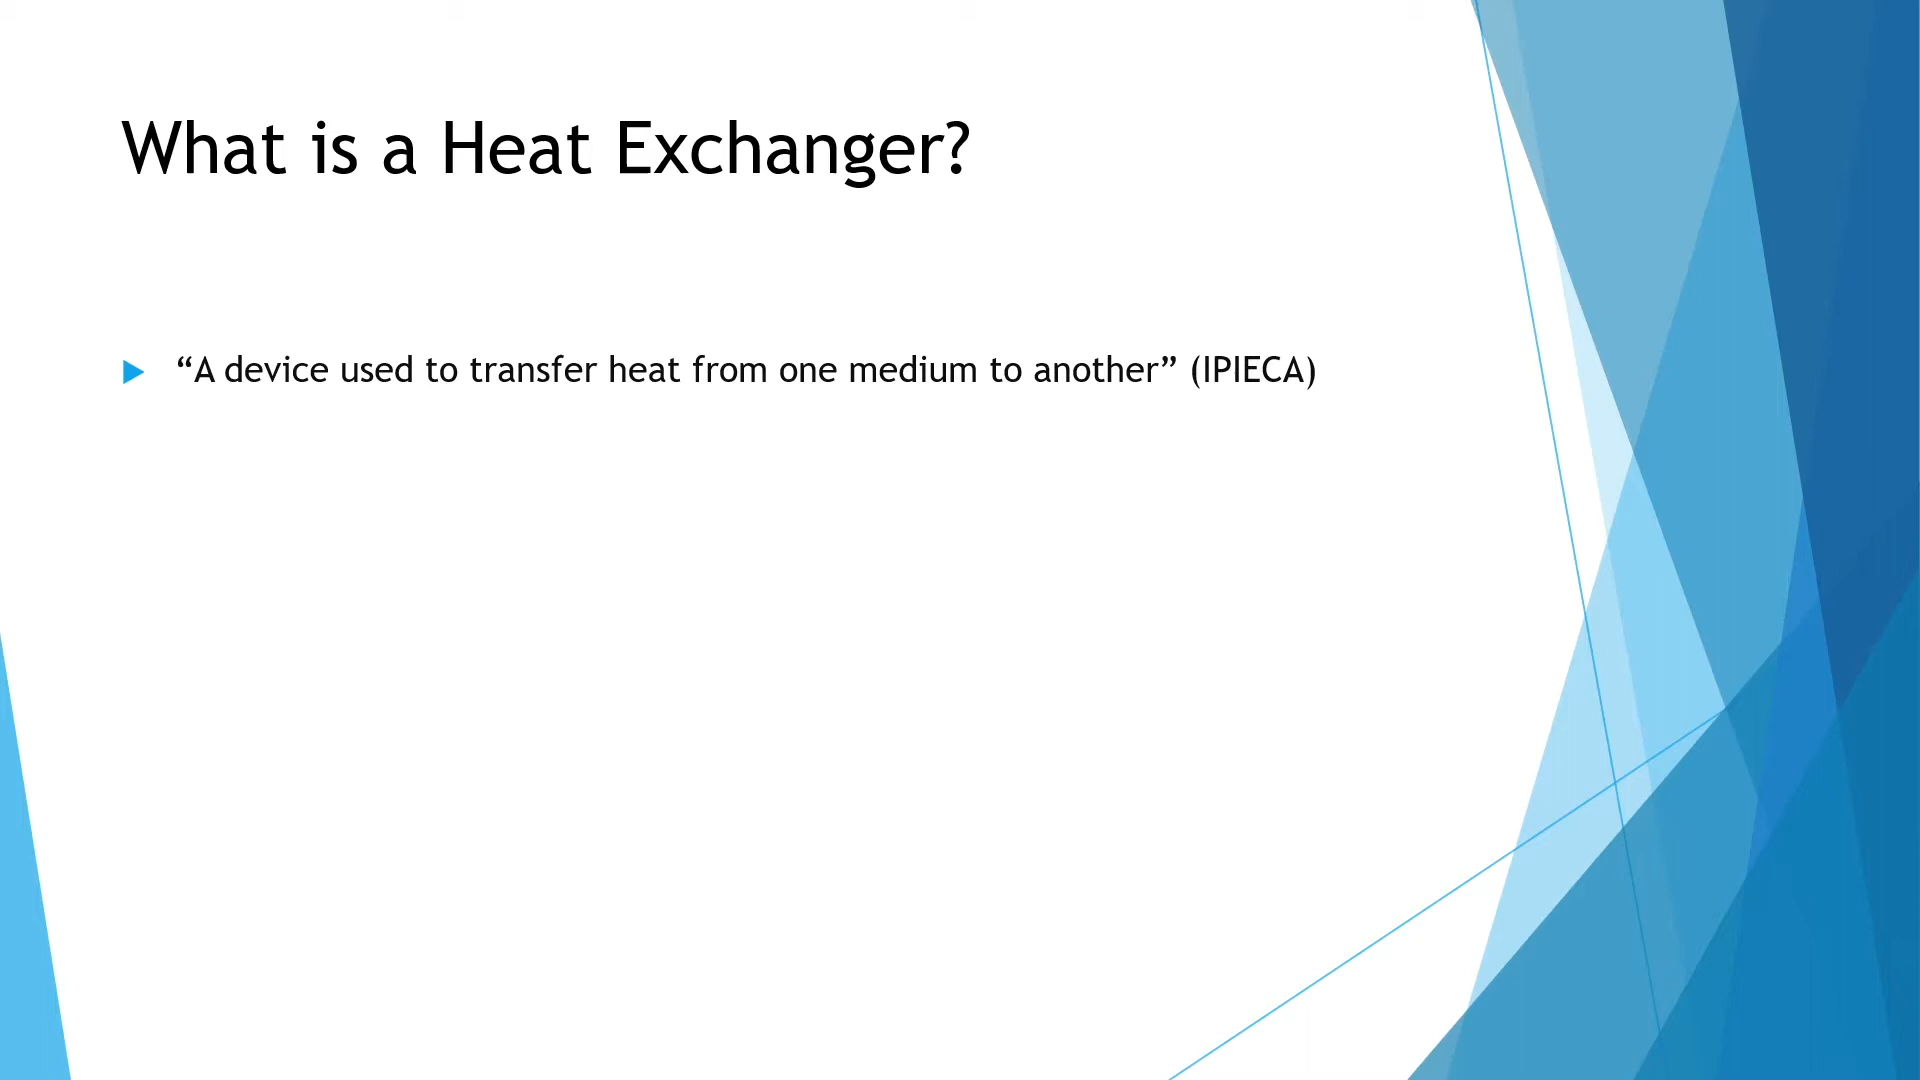 What is a Heat Exchanger?
“A device used to transfer heat from one medium to another” (IPIECA)